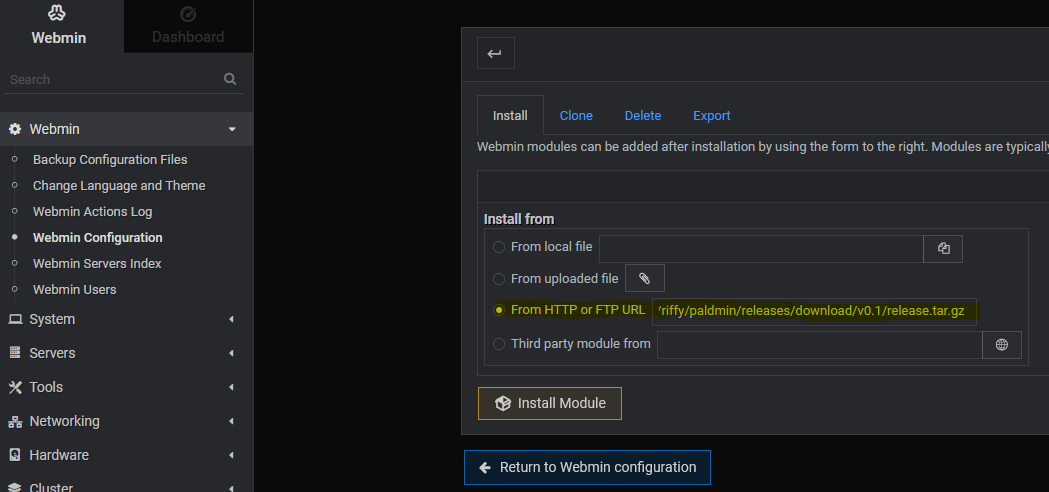 Webmin
Dashboard
Search
Webmin
Backup Configuration Files
Change Language and Theme
Webmin Actions Log
Webmin Configuration
Webmin Servers Index
Webmin Users
System
Servers
Tools
Networking
Hardware
Cluster
Install
Clone
Delete
Export
Webmin modules can be added after installation by using the form to the right. Modules are typically
Install from
From local file
From uploaded file
From HTTP or FTP URL /riffy/paldmin/releases/download/v0.1/release.tar.gz
Third party module from
Install Module
Return to Webmin configuration